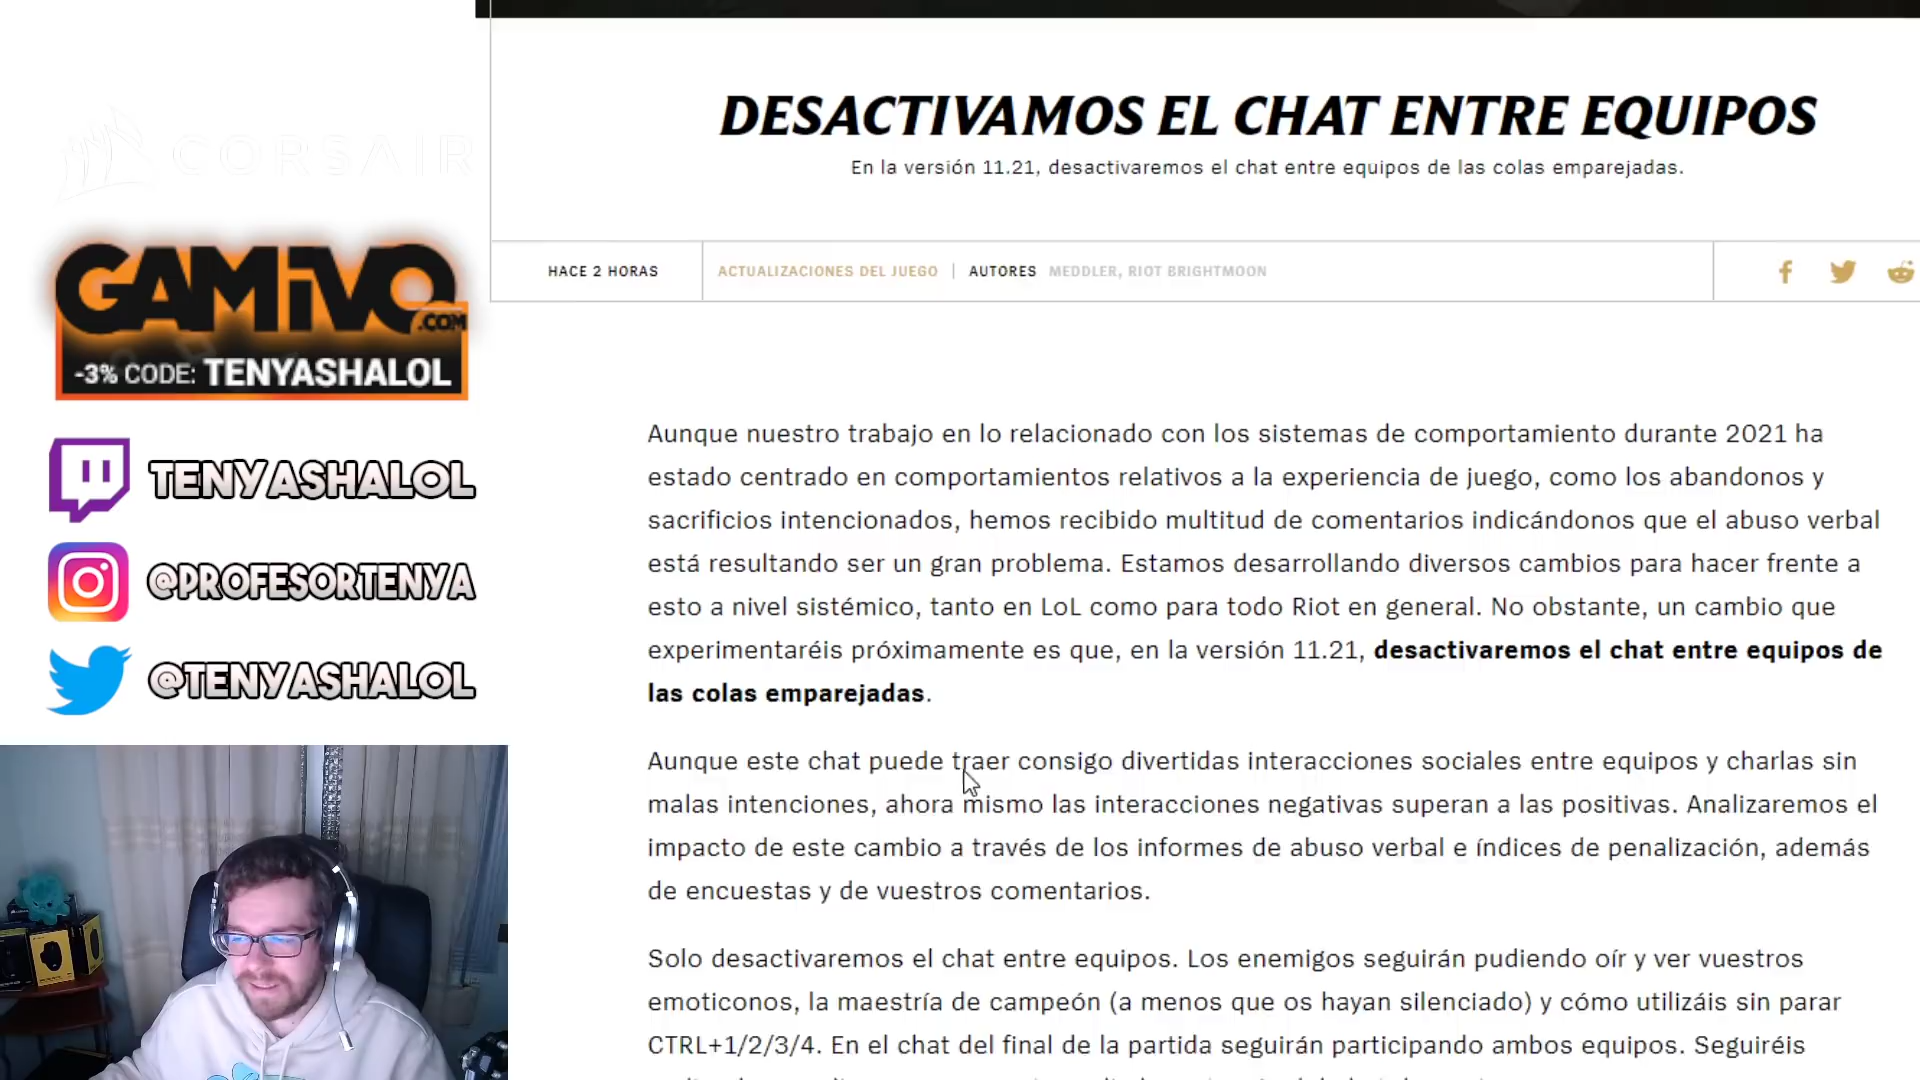 DESACTIVAMOS EL CHAT ENTRE EQUIPOS
En la versión 11.21, desactivaremos el chat entre equipos de las colas emparejadas.
HACE 2 HORAS
ACTUALIZACIONES DEL JUEGO | AUTORES MEDDLER, RIOT BRIGHTMOON
CORSAIR
GAMIVO.COM
-3% CODE: TENYASHALOL
TENYASHALOL
@PROFESORTENYA
@TENYASHALOL
Aunque nuestro trabajo en lo relacionado con los sistemas de comportamiento durante 2021 ha
estado centrado en comportamientos relativos a la experiencia de juego, como los abandonos y
sacrificios intencionados, hemos recibido multitud de comentarios indicándonos que el abuso verbal
está resultando ser un gran problema. Estamos desarrollando diversos cambios para hacer frente a
esto a nivel sistémico, tanto en LoL como para todo Riot en general. No obstante, un cambio que
experimentaréis próximamente es que, en la versión 11.21, desactivaremos el chat entre equipos de
las colas emparejadas.
Aunque este chat puede traer consigo divertidas interacciones sociales entre equipos y charlas sin
malas intenciones, ahora mismo las interacciones negativas superan a las positivas. Analizaremos el
impacto de este cambio a través de los informes de abuso verbal e índices de penalización, además
de encuestas y de vuestros comentarios.
Solo desactivaremos el chat entre equipos. Los enemigos seguirán pudiendo oír y ver vuestros
emoticonos, la maestría de campeón (a menos que os hayan silenciado) y cómo utilizáis sin parar
CTRL+1/2/3/4. En el chat del final de la partida seguirán participando ambos equipos. Seguiréis